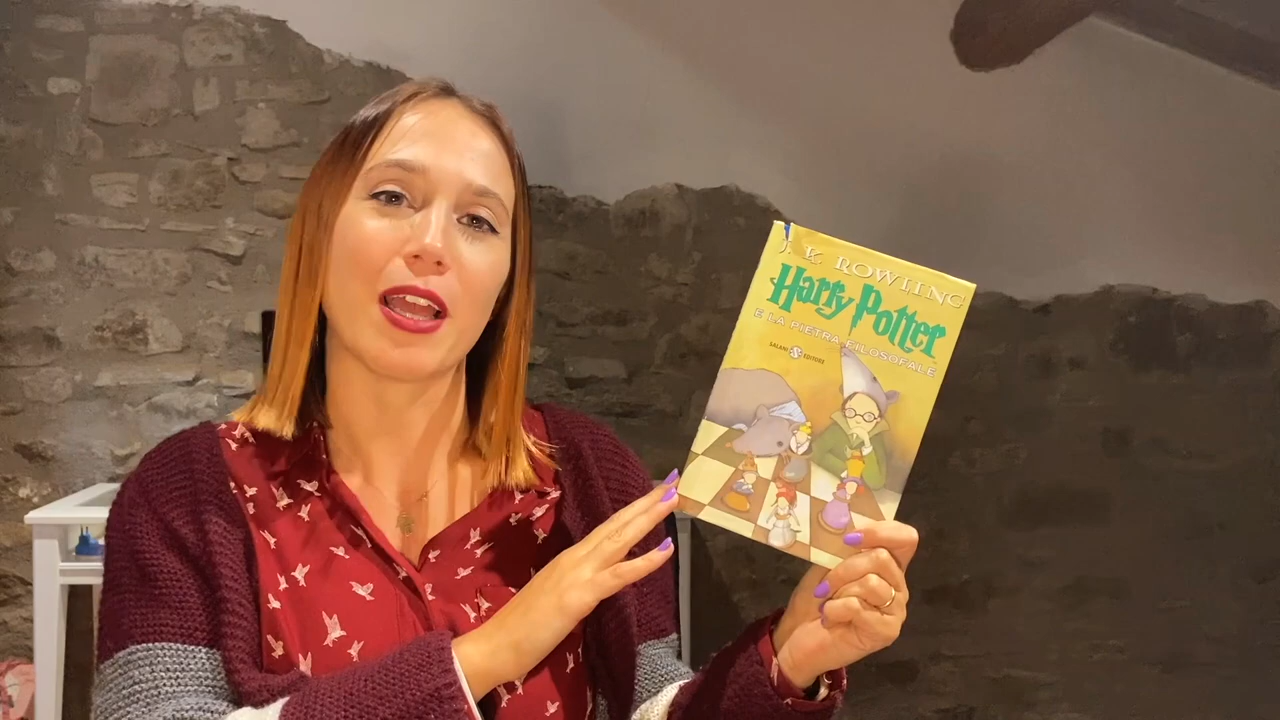 J. K. ROWLING
Harry Potter
E LA PIETRA FILOSOFALE
SALANI EDITORE